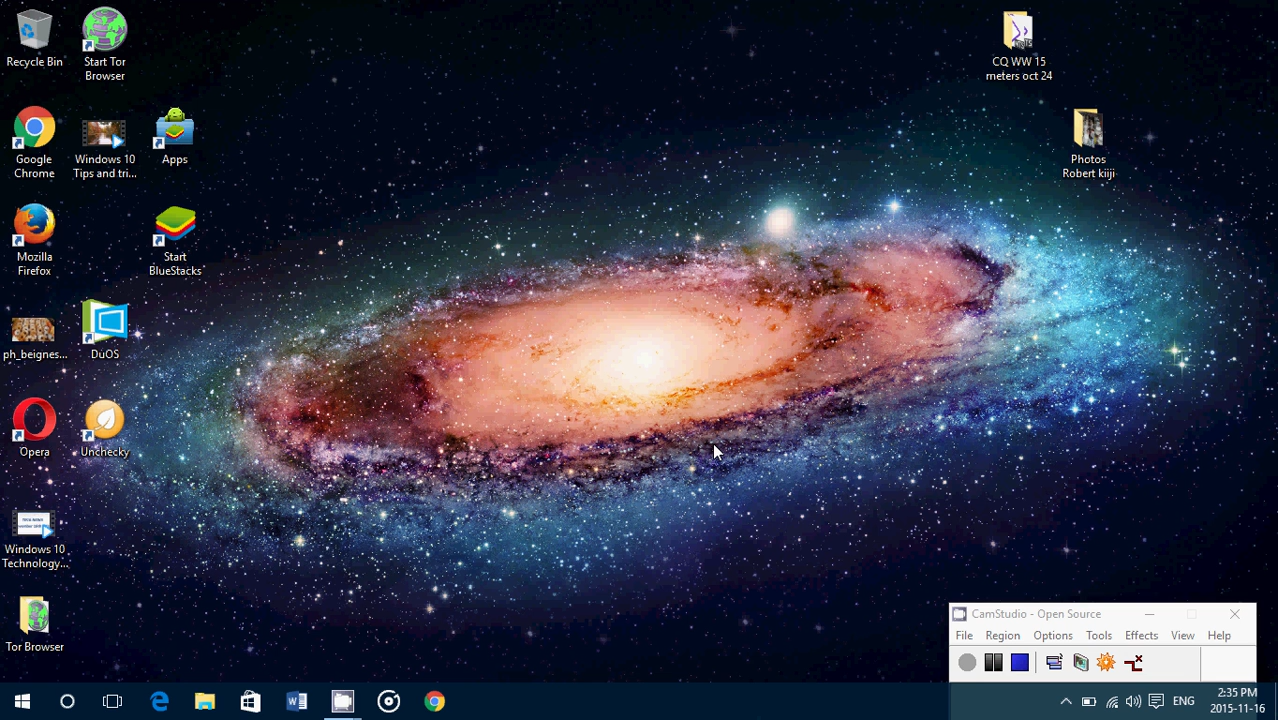 Recycle Bin
Start Tor
Browser
CQ WW 15
meters oct 24
Google
Chrome
Windows 10
Tips and tri...
Apps
Photos
Robert kiiji
Mozilla
Firefox
Start
BlueStacks
ph_beignes...
DuOS
Opera
Unchecky
Windows 10
Technology...
Tor Browser
CamStudio - Open Source
File Region Options Tools Effects View Help
ENG
2:35 PM
2015-11-16